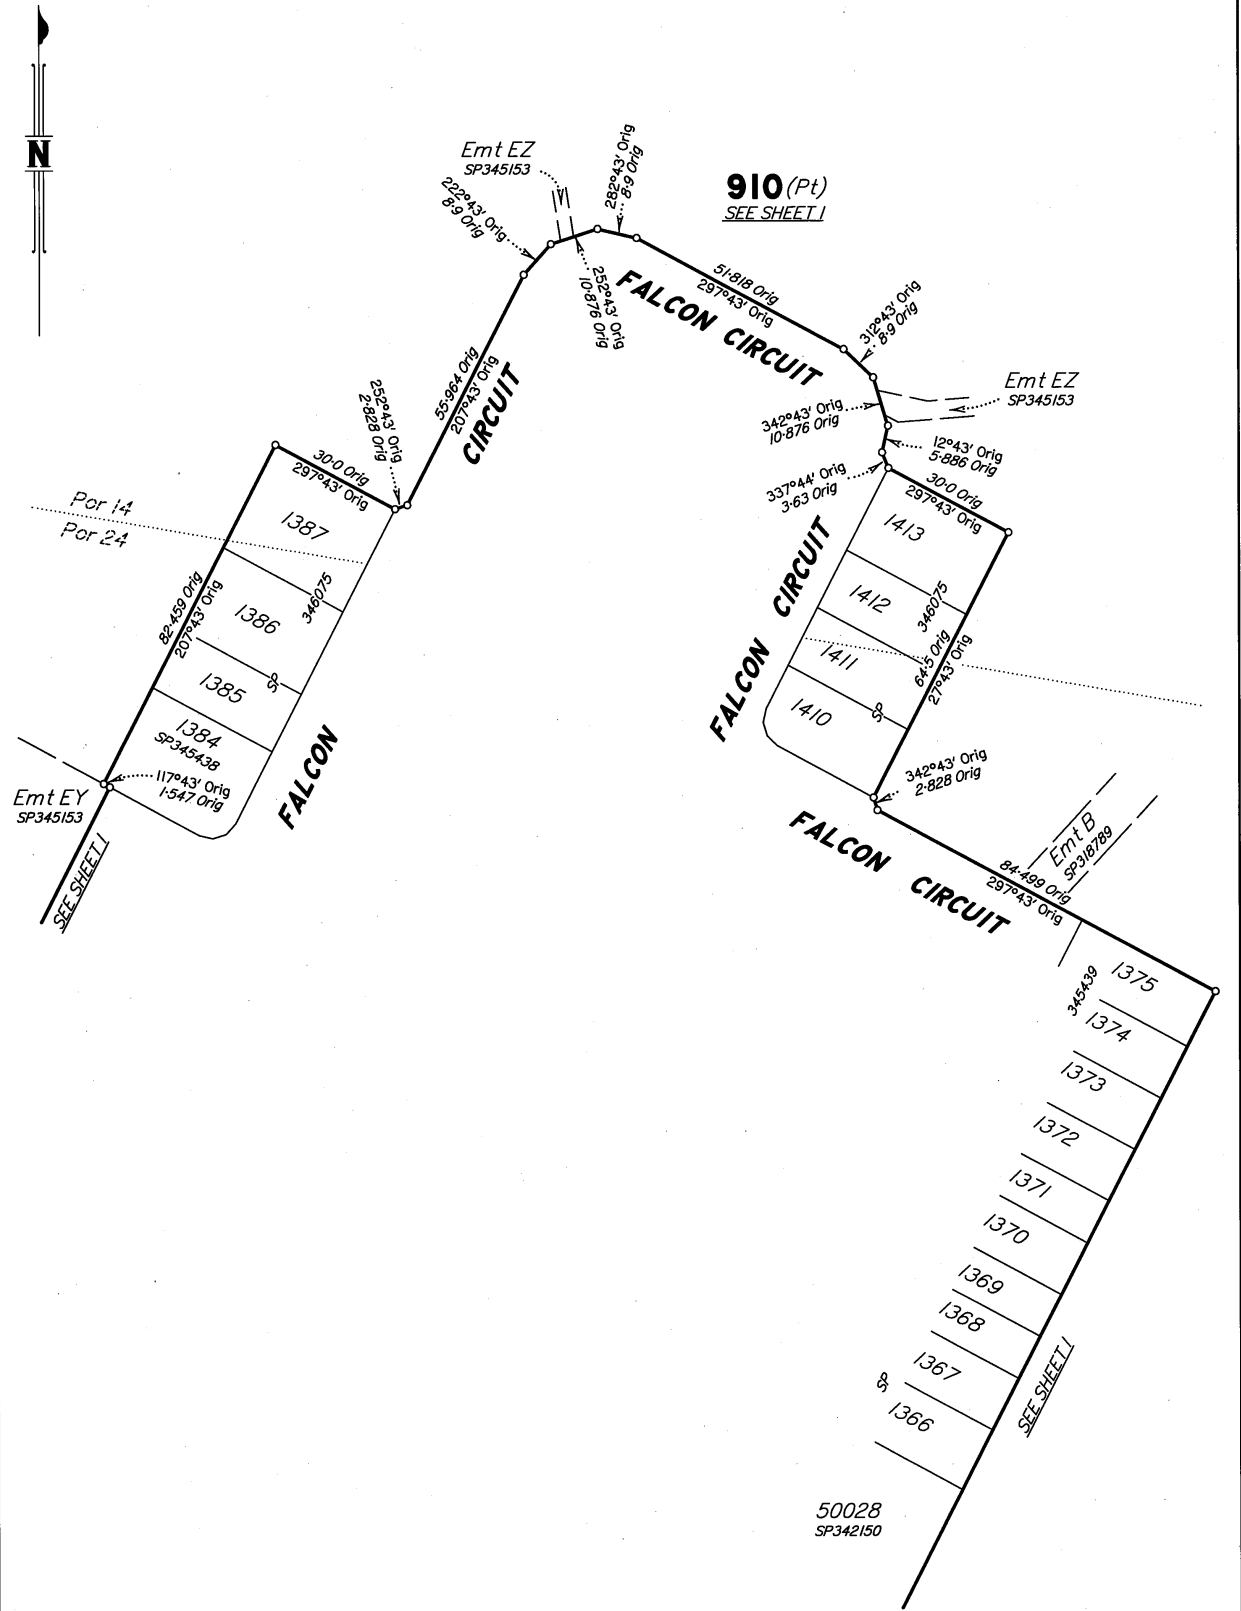 N
Emt EZ
SP345153
222°43' Orig
8·9 Orig
282°43' Orig
8·9 Orig
910 (Pt)
SEE SHEET 1
252°43' Orig
10·876 Orig
51·818 Orig
297°43' Orig
FALCON CIRCUIT
312°43' Orig
8·9 Orig
Emt EZ
SP345153
342°43' Orig
10·876 Orig
12°43' Orig
5·886 Orig
337°44' Orig
3·63 Orig
30·0 Orig
297°43' Orig
55·964 Orig
207°43' Orig
CIRCUIT
252°43' Orig
2·828 Orig
30·0 Orig
297°43' Orig
Por 14
Por 24
1387
346075
1386
82·459 Orig
207°43' Orig
1385
SP
1384
SP345438
117°43' Orig
1·547 Orig
Emt EY
SP345153
SEE SHEET 1
FALCON
FALCON CIRCUIT
1413
1412
346075
1411
64·5 Orig
27°43' Orig
1410
SP
342°43' Orig
2·828 Orig
FALCON CIRCUIT
Emt B
SP318789
84·499 Orig
297°43' Orig
1375
345439
1374
1373
1372
1371
1370
1369
1368
1367
SP
1366
SEE SHEET 1
50028
SP342150